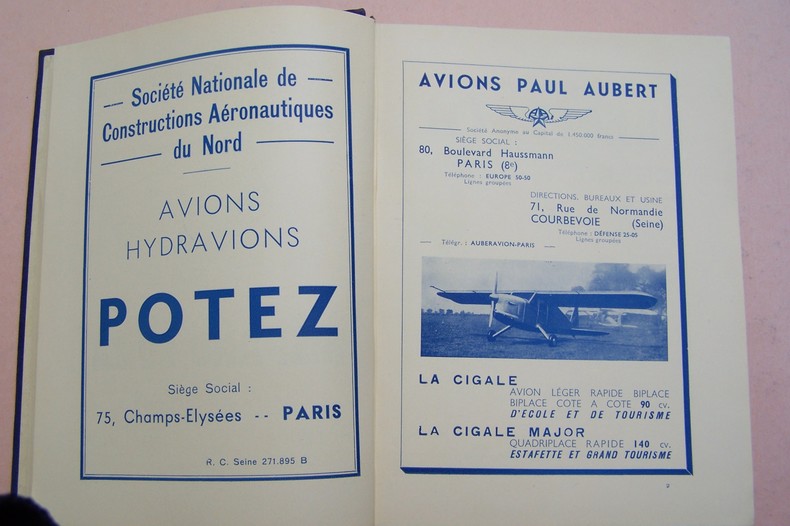 Société Nationale de
Constructions Aéronautiques
du Nord
AVIONS
HYDRAVIONS
POTEZ
Siège Social :
75, Champs-Elysées -- PARIS
R. C. Seine 271.895 B
AVIONS PAUL AUBERT
Société Anonyme au Capital du 1.950.000 francs
SIÈGE SOCIAL :
80, Boulevard Haussmann
PARIS (8e)
Téléphone : EUROPE 50-50
Lignes groupées
DIRECTIONS, BUREAUX ET USINE
71, Rue de Normandie
COURBEVOIE (Seine)
Téléphone : DÉFENSE 25-05
Lignes groupées
Télégr. : AUBERAVION-PARIS
LA CIGALE
AVION LÉGER RAPIDE BIPLACE
BIPLACE COTE A COTE 90 cv.
D'ECOLE ET DE TOURISME
LA CIGALE MAJOR
QUADRIPLACE RAPIDE 140 cv.
ESTAFETTE ET GRAND TOURISME